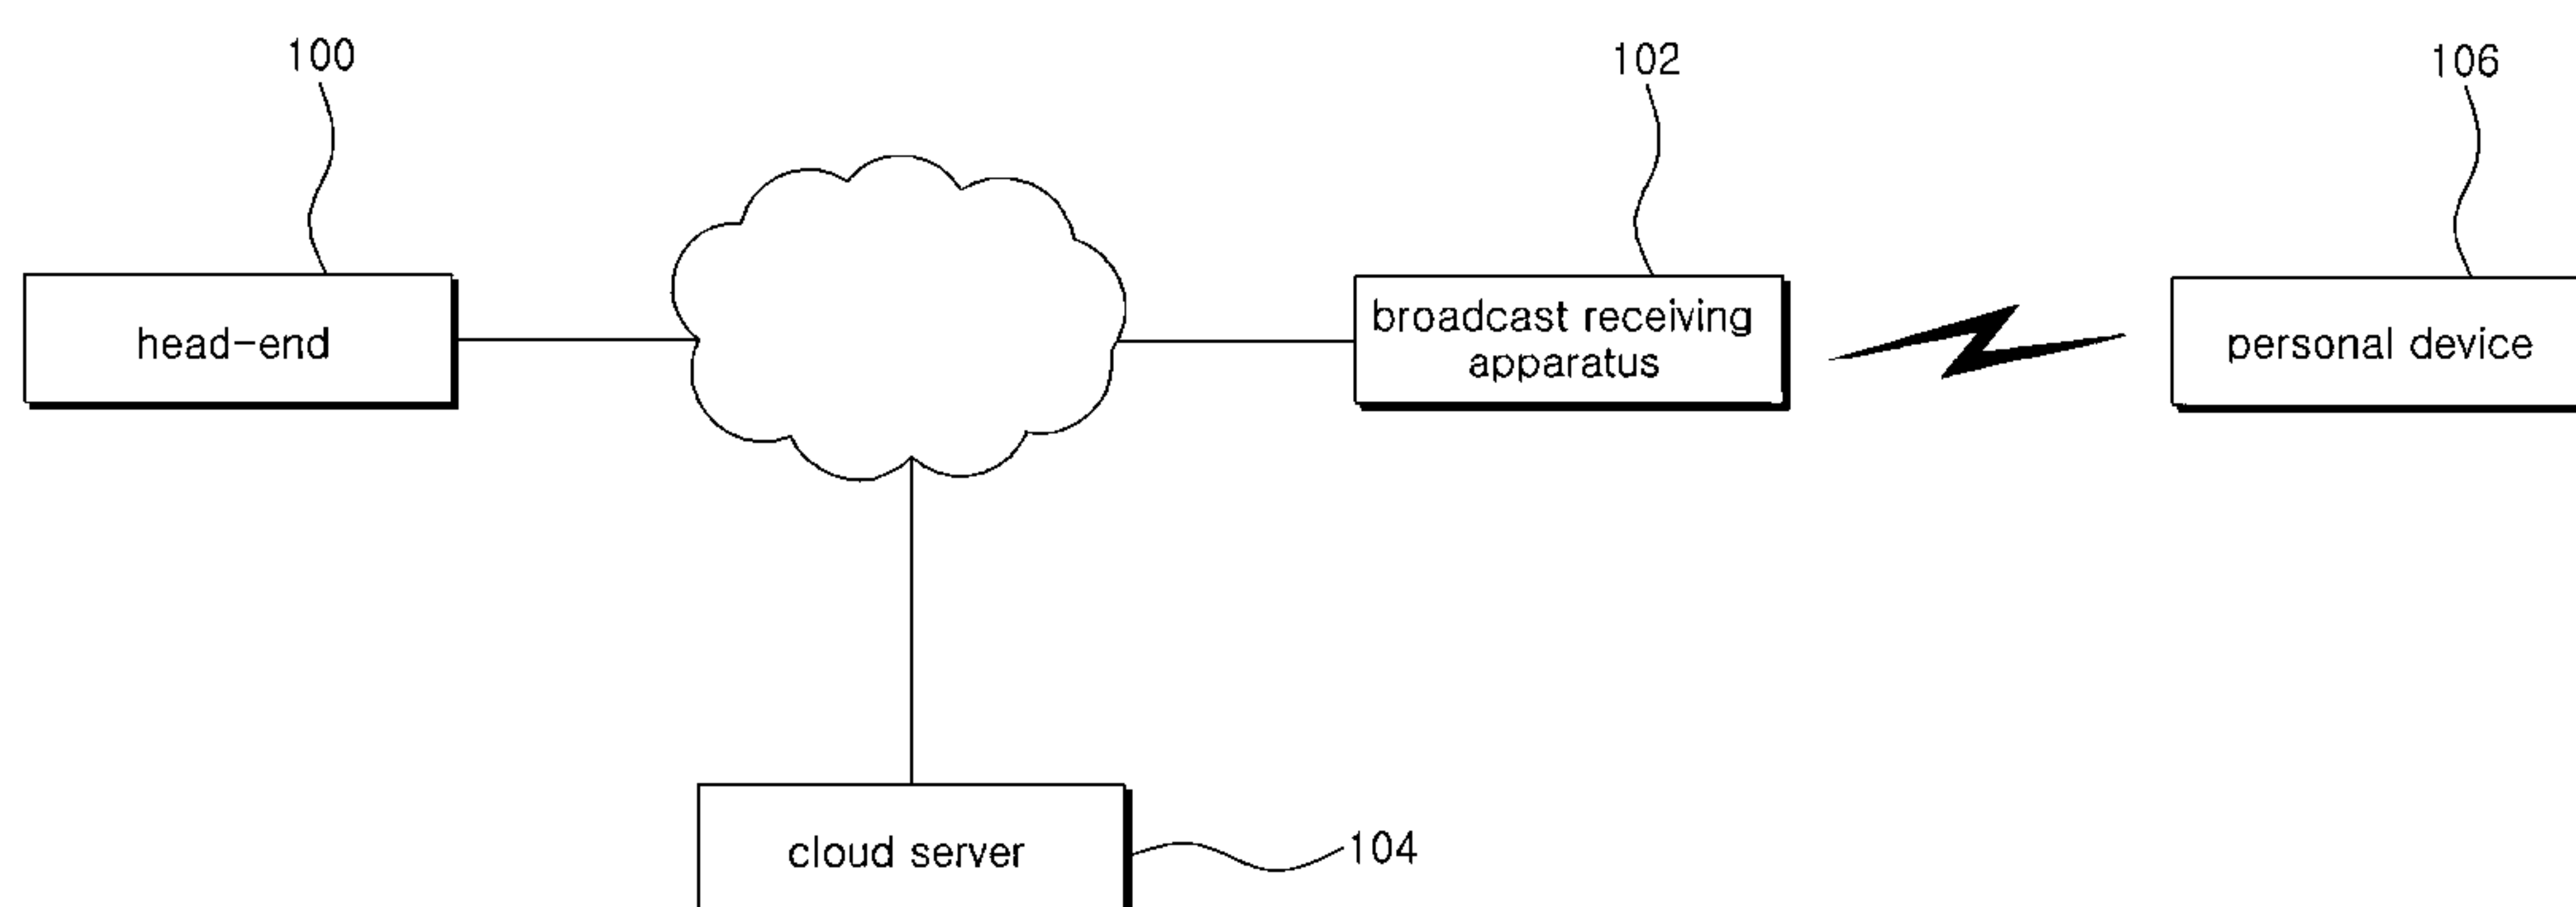 100
102
106
head-end
broadcast receiving
apparatus
personal device
cloud server
104